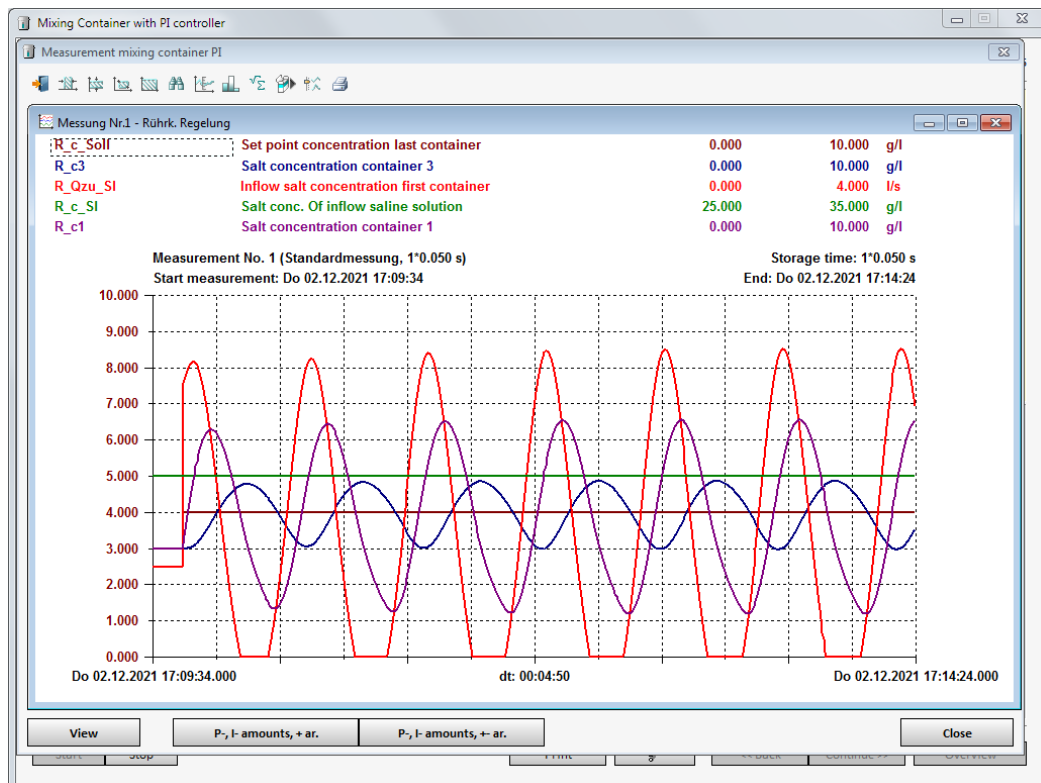 Mixing Container with PI controller
Measurement mixing container PI
Messung Nr.1 - Rührk. Regelung
R_c_Soll Set point concentration last container 0.000 10.000 g/l
R_c3 Salt concentration container 3 0.000 10.000 g/l
R_Qzu_Sl Inflow salt concentration first container 0.000 4.000 l/s
R_c_Sl Salt conc. Of inflow saline solution 25.000 35.000 g/l
R_c1 Salt concentration container 1 0.000 10.000 g/l
Measurement No. 1 (Standardmessung, 1*0.050 s) Storage time: 1*0.050 s
Start measurement: Do 02.12.2021 17:09:34 End: Do 02.12.2021 17:14:24
10.000
9.000
8.000
7.000
6.000
5.000
4.000
3.000
2.000
1.000
0.000
Do 02.12.2021 17:09:34.000 dt: 00:04:50 Do 02.12.2021 17:14:24.000
View P-, I- amounts, + ar. P-, I- amounts, +- ar. Close
Start Stop Print << Back Continue >> Overview